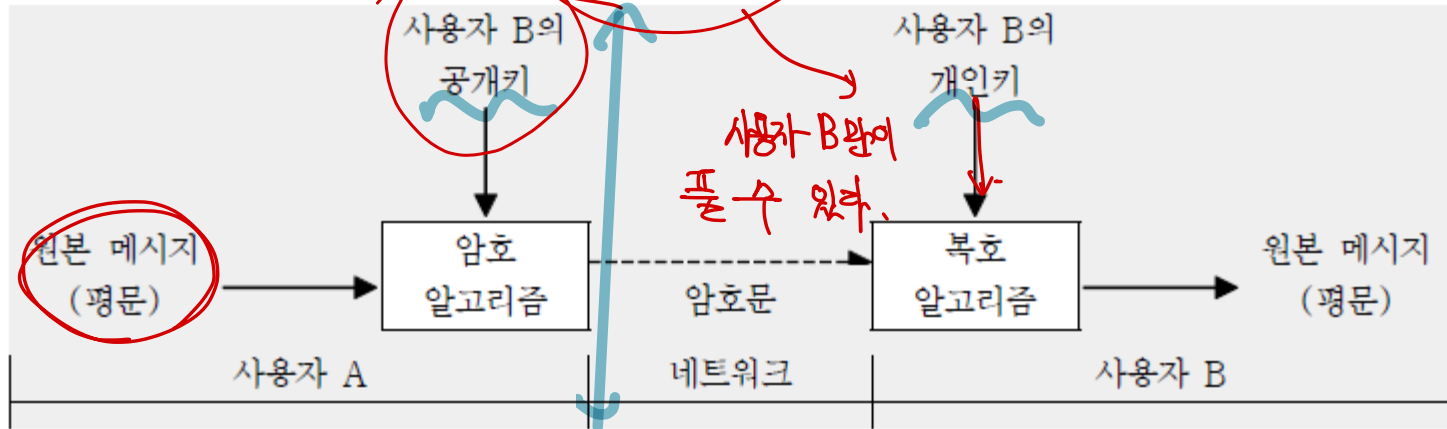 사용자 B의
공개키
사용자 B의
개인키
사용자 B만이
풀 수 있다.
원본 메시지
(평문)
암호
알고리즘
암호문
복호
알고리즘
원본 메시지
(평문)
사용자 A
네트워크
사용자 B